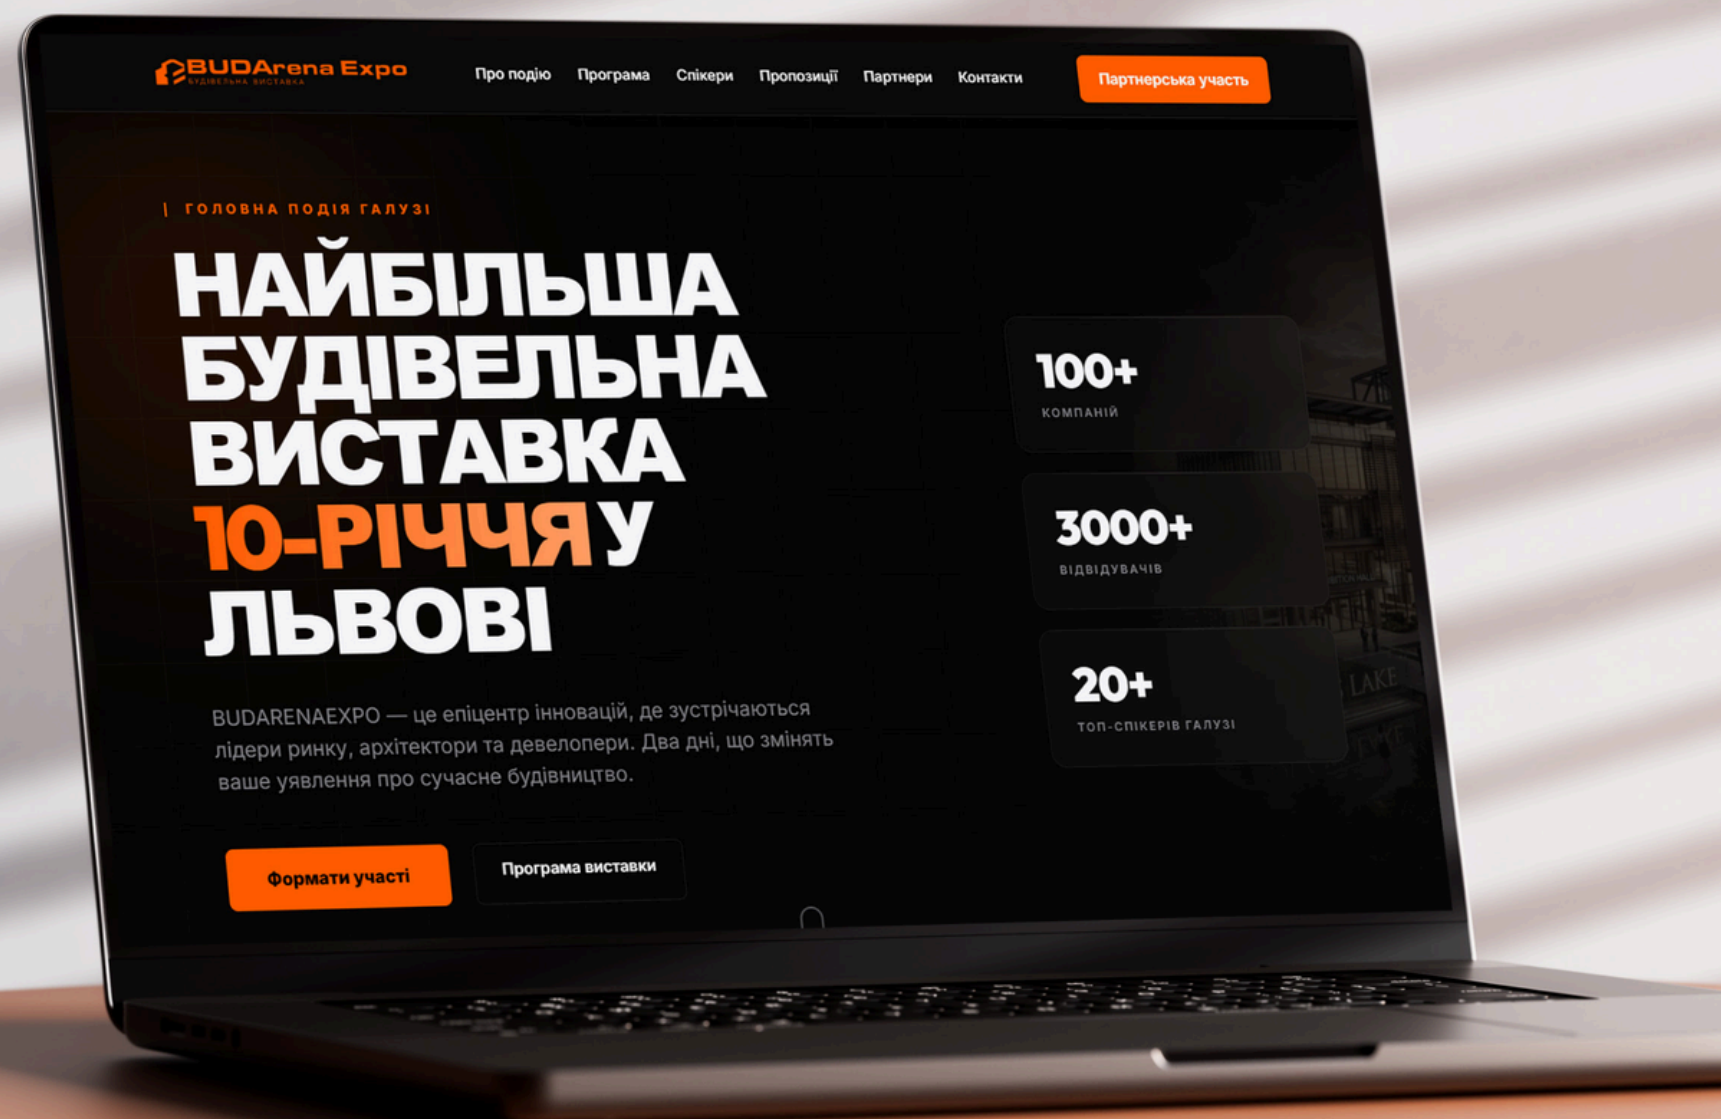 BUDArena Expo
БУДІВЕЛЬНА ВИСТАВКА
Про подію Програма Спікери Пропозиції Партнери Контакти
Партнерська участь
| ГОЛОВНА ПОДІЯ ГАЛУЗІ
НАЙБІЛЬША
БУДІВЕЛЬНА
ВИСТАВКА
10-РІЧЧЯ У
ЛЬВОВІ
100+
КОМПАНІЙ
3000+
ВІДВІДУВАЧІВ
20+
ТОП-СПІКЕРІВ ГАЛУЗІ
LAKE
BUDARENAEXPO — це епіцентр інновацій, де зустрічаються
лідери ринку, архітектори та девелопери. Два дні, що змінять
ваше уявлення про сучасне будівництво.
Формати участі
Програма виставки